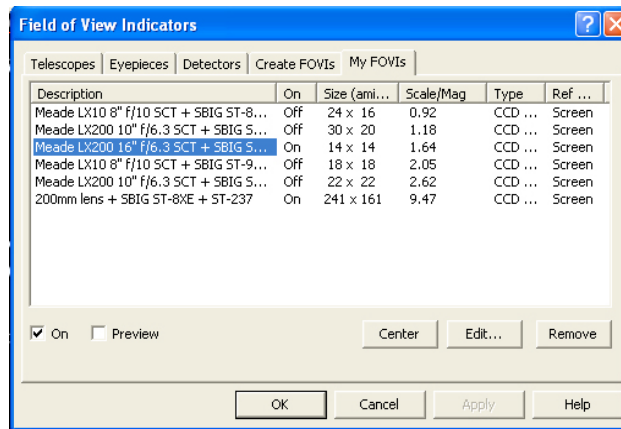 Field of View Indicators
Telescopes Eyepieces Detectors Create FOVIs My FOVIs
Description On Size (ami... Scale/Mag Type Ref ...
Meade LX10 8" f/10 SCT + SBIG ST-8... Off 24 x 16 0.92 CCD ... Screen
Meade LX200 10" f/6.3 SCT + SBIG S... Off 30 x 20 1.18 CCD ... Screen
Meade LX200 16" f/6.3 SCT + SBIG S... On 14 x 14 1.64 CCD ... Screen
Meade LX10 8" f/10 SCT + SBIG ST-9... Off 18 x 18 2.05 CCD ... Screen
Meade LX200 10" f/6.3 SCT + SBIG S... Off 22 x 22 2.62 CCD ... Screen
200mm lens + SBIG ST-8XE + ST-237 On 241 x 161 9.47 CCD ... Screen
On Preview Center Edit... Remove
OK Cancel Apply Help